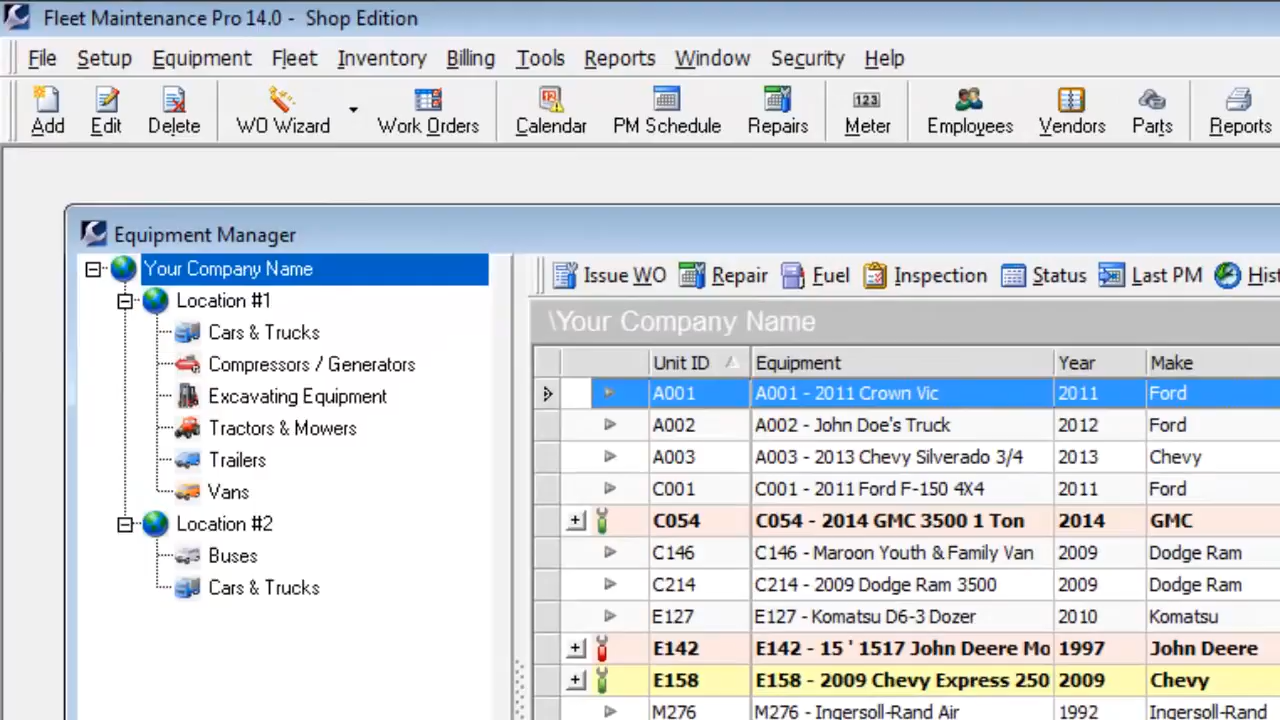 Fleet Maintenance Pro 14.0 - Shop Edition
File Setup Equipment Fleet Inventory Billing Tools Reports Window Security Help
Add Edit Delete WO Wizard Work Orders Calendar PM Schedule Repairs 123 Meter Employees Vendors Parts Reports
Equipment Manager
Your Company Name
Location #1
Cars & Trucks
Compressors / Generators
Excavating Equipment
Tractors & Mowers
Trailers
Vans
Location #2
Buses
Cars & Trucks
Issue WO Repair Fuel Inspection Status Last PM Hist
\Your Company Name
Unit ID Equipment Year Make
A001 A001 - 2011 Crown Vic 2011 Ford
A002 A002 - John Doe's Truck 2012 Ford
A003 A003 - 2013 Chevy Silverado 3/4 2013 Chevy
C001 C001 - 2011 Ford F-150 4X4 2011 Ford
C054 C054 - 2014 GMC 3500 1 Ton 2014 GMC
C146 C146 - Maroon Youth & Family Van 2009 Dodge Ram
C214 C214 - 2009 Dodge Ram 3500 2009 Dodge Ram
E127 E127 - Komatsu D6-3 Dozer 2010 Komatsu
E142 E142 - 15 ' 1517 John Deere Mo 1997 John Deere
E158 E158 - 2009 Chevy Express 250 2009 Chevy
M276 M276 - Ingersoll-Rand Air 1992 Ingersoll-Rand